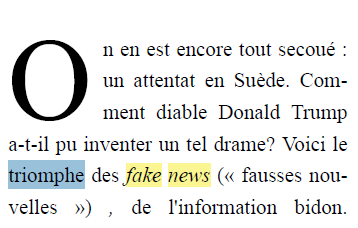 On en est encore tout secoué :
un attentat en Suède. Com-
ment diable Donald Trump
a-t-il pu inventer un tel drame? Voici le
triomphe des fake news (« fausses nou-
velles ») , de l'information bidon.